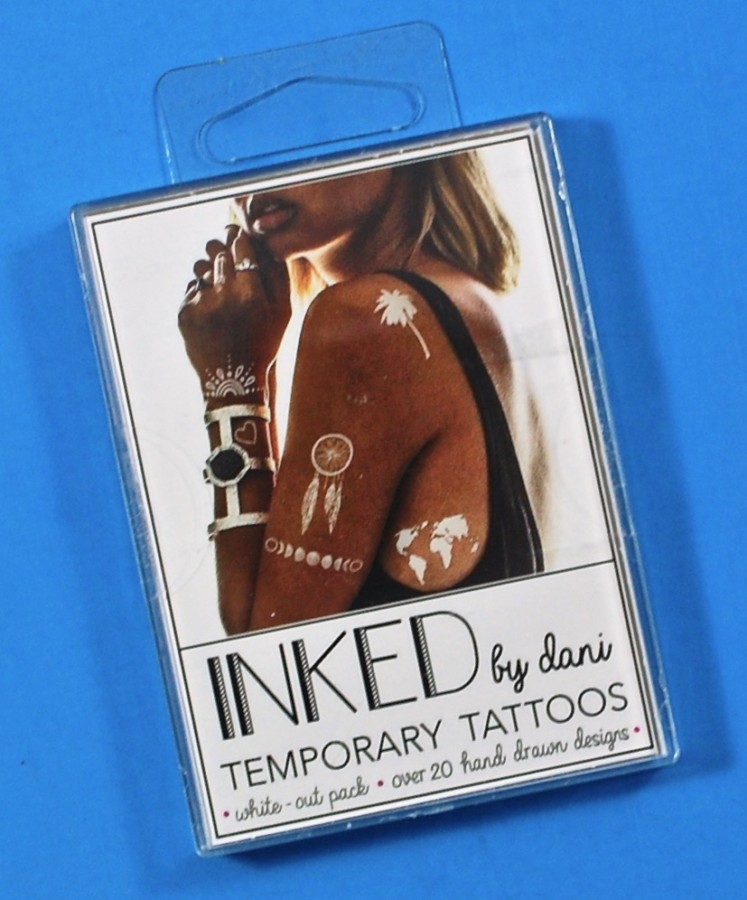 INKED by dani
TEMPORARY TATTOOS
• white-out pack • over 20 hand drawn designs •